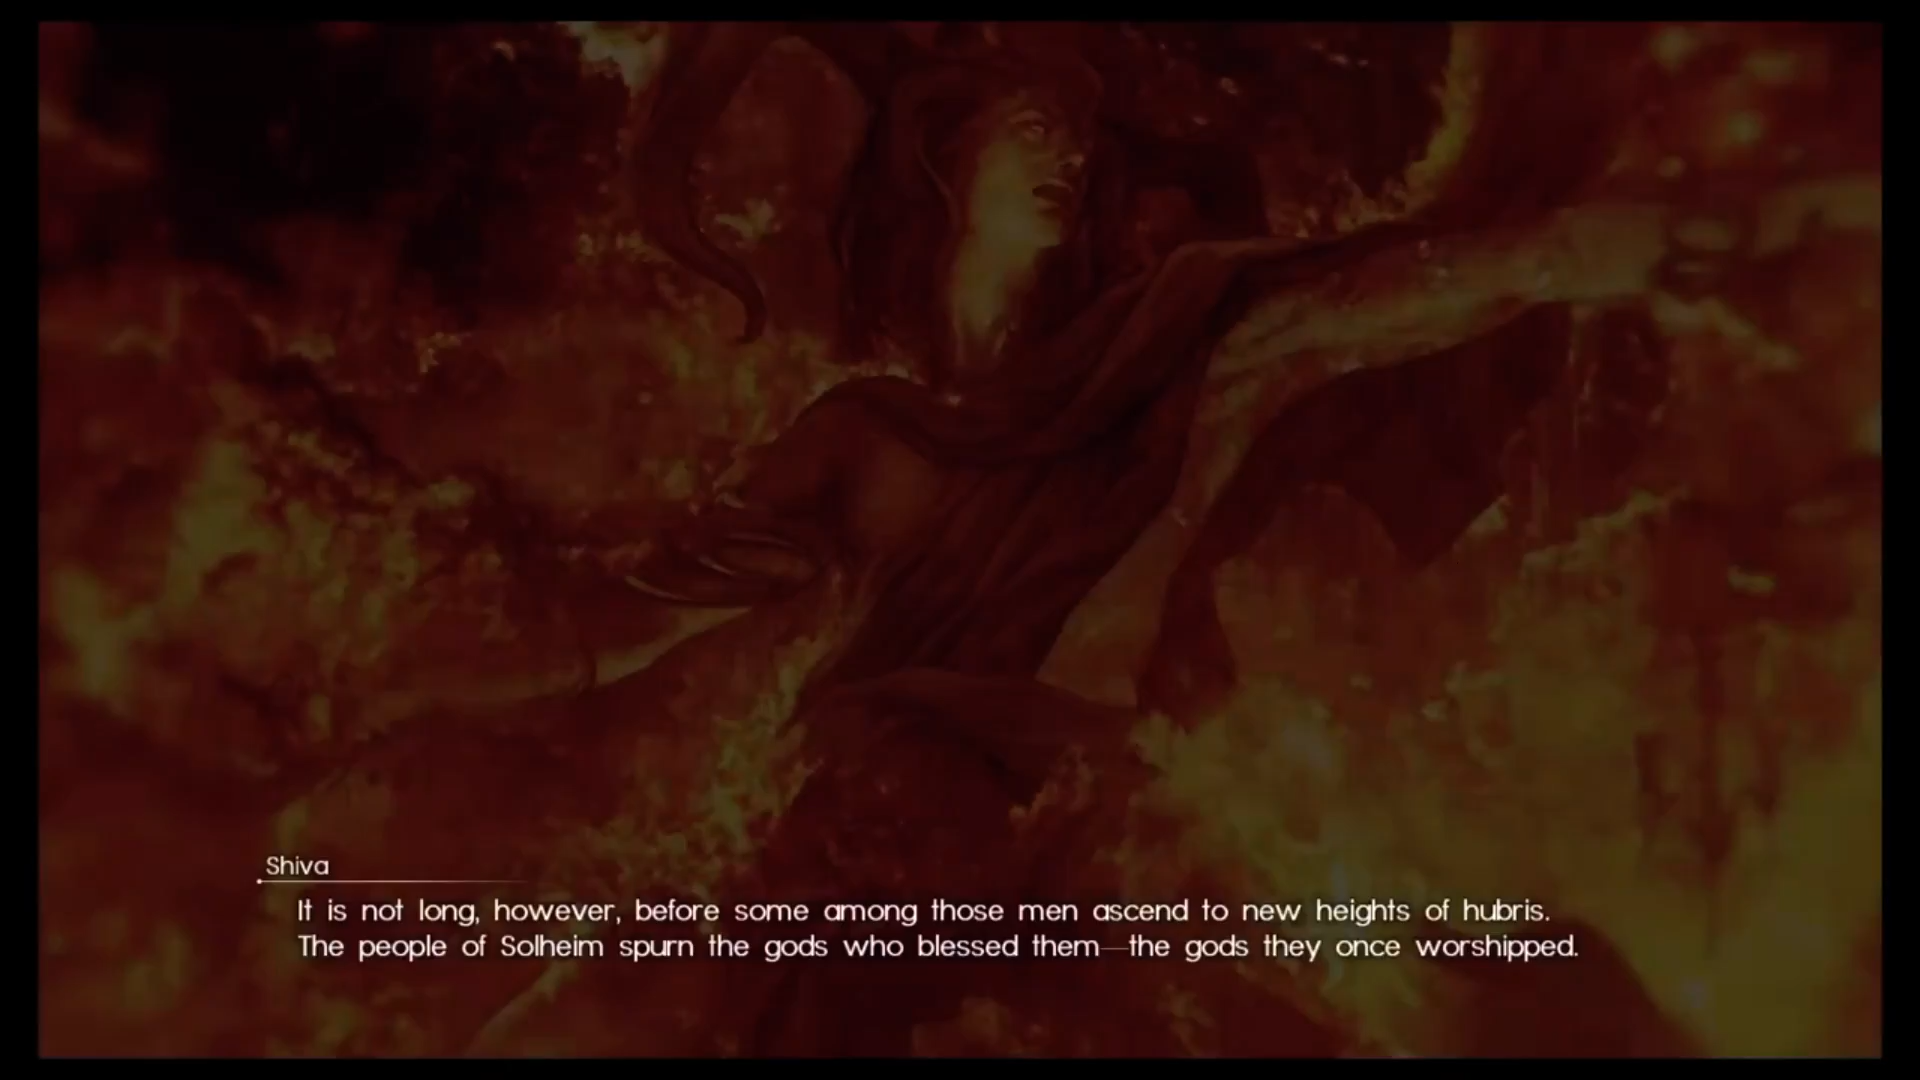 Shiva
It is not long, however, before some among those men ascend to new heights of hubris.
The people of Solheim spurn the gods who blessed them—the gods they once worshipped.